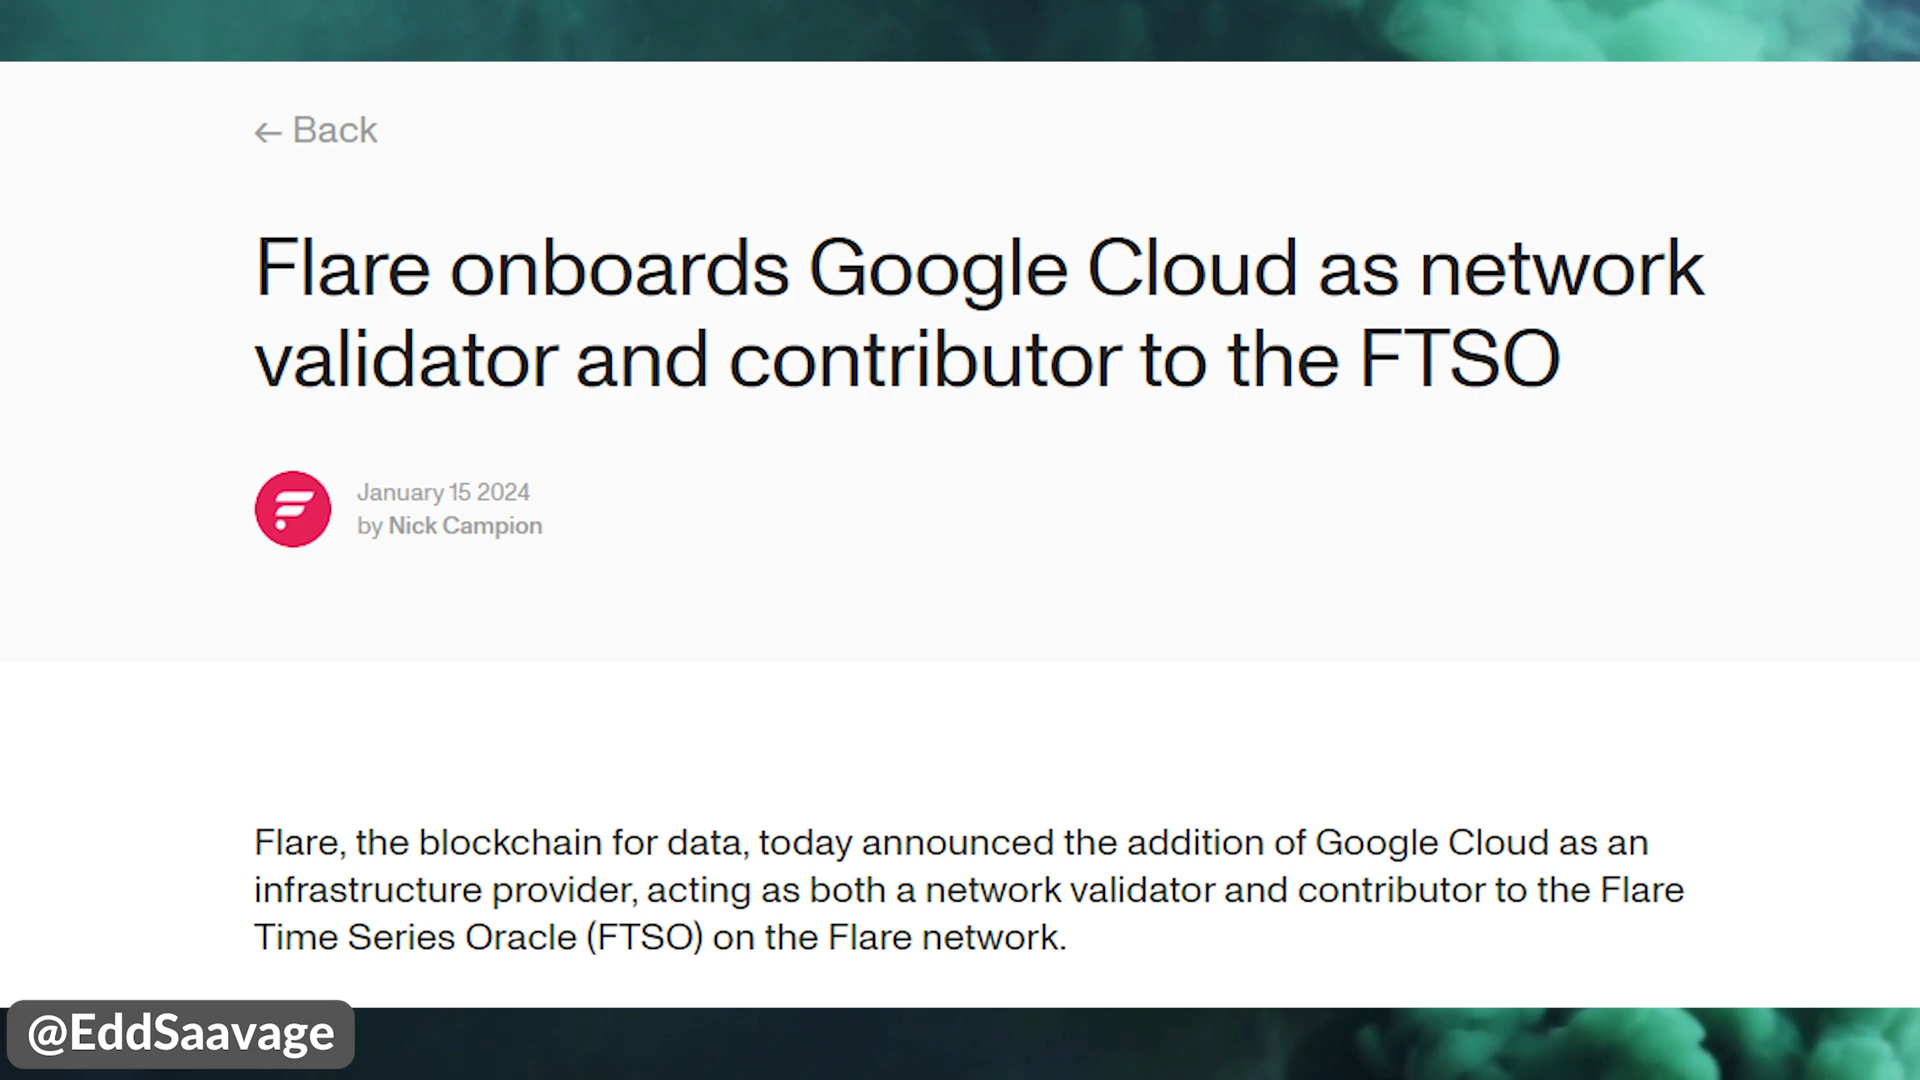 ← Back
Flare onboards Google Cloud as network
validator and contributor to the FTSO
January 15 2024
by Nick Campion
Flare, the blockchain for data, today announced the addition of Google Cloud as an
infrastructure provider, acting as both a network validator and contributor to the Flare
Time Series Oracle (FTSO) on the Flare network.
@EddSaavage